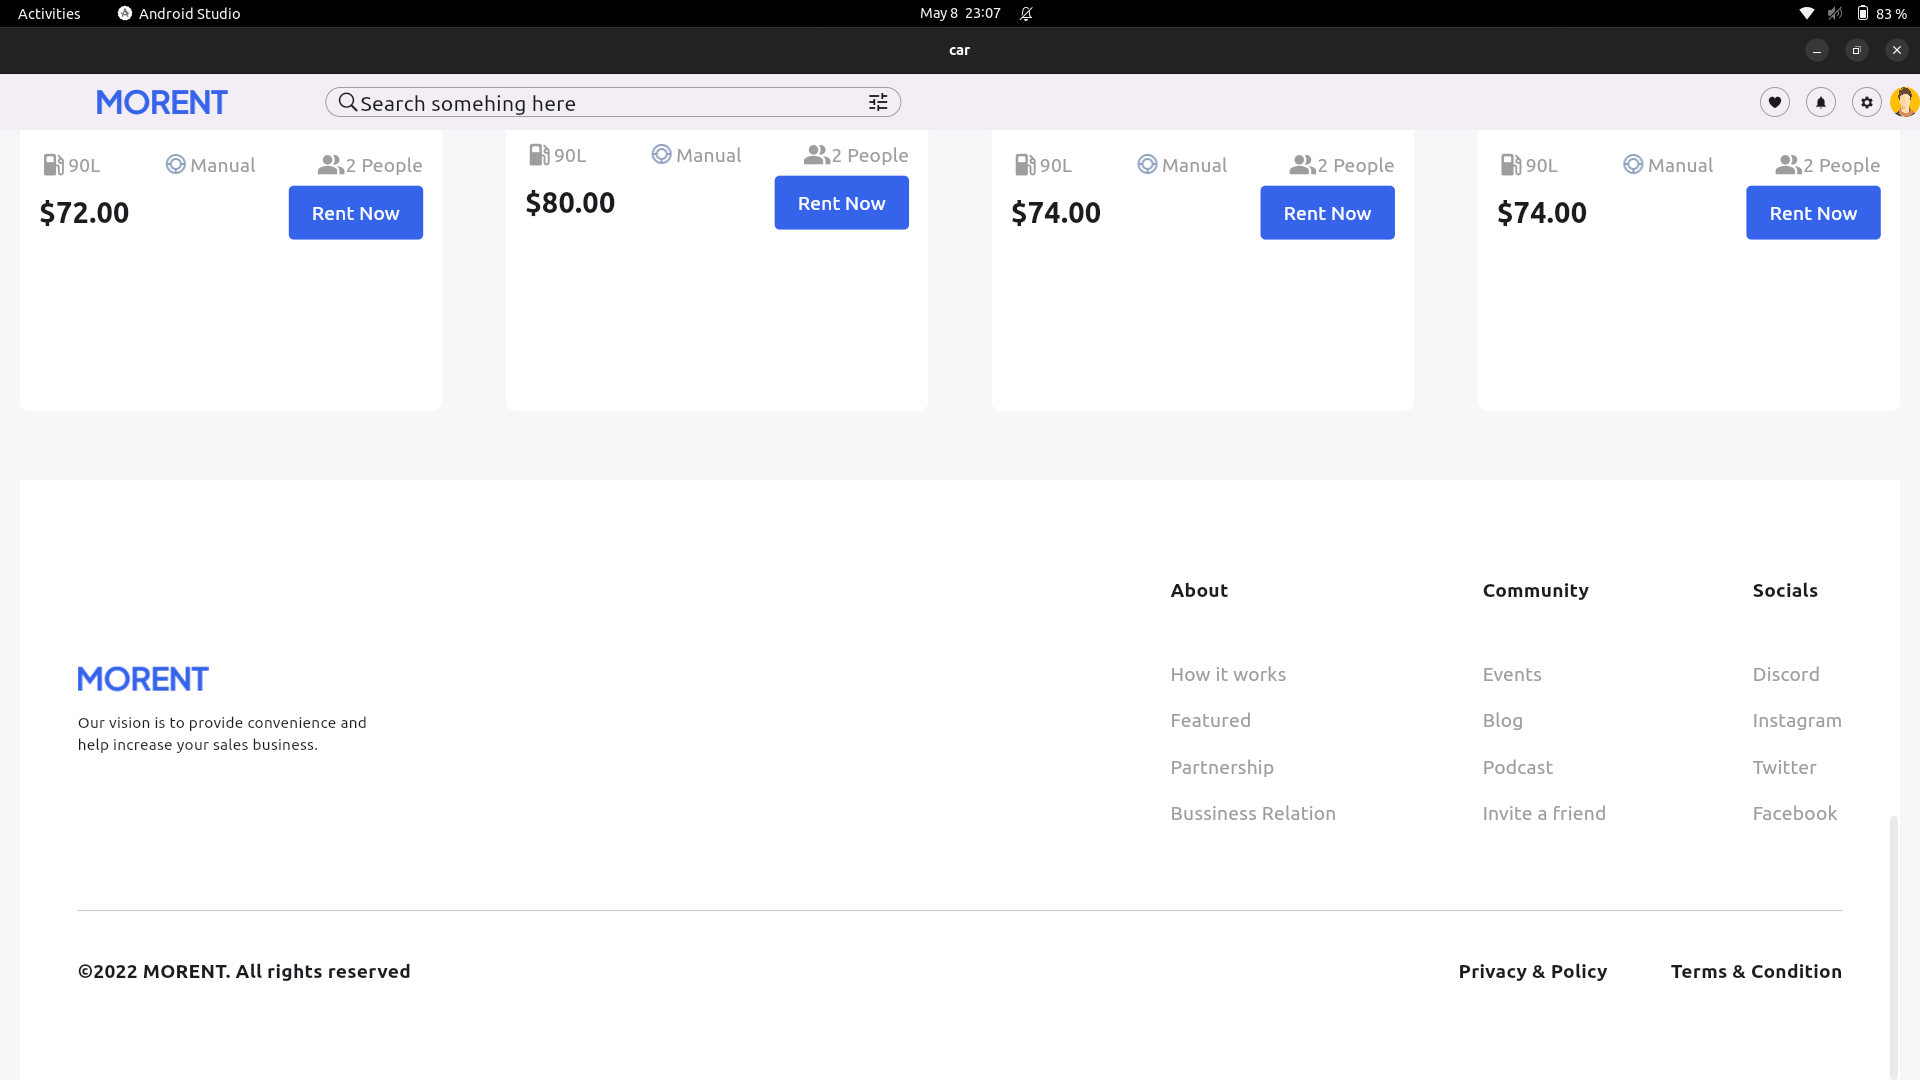 Activities Android Studio May 8 23:07 83 %
car
MORENT Search somehing here
90L Manual 2 People 90L Manual 2 People 90L Manual 2 People 90L Manual 2 People
$72.00 Rent Now $80.00 Rent Now $74.00 Rent Now $74.00 Rent Now
About Community Socials
MORENT
Our vision is to provide convenience and
help increase your sales business.
How it works Events Discord
Featured Blog Instagram
Partnership Podcast Twitter
Bussiness Relation Invite a friend Facebook
©2022 MORENT. All rights reserved Privacy & Policy Terms & Condition